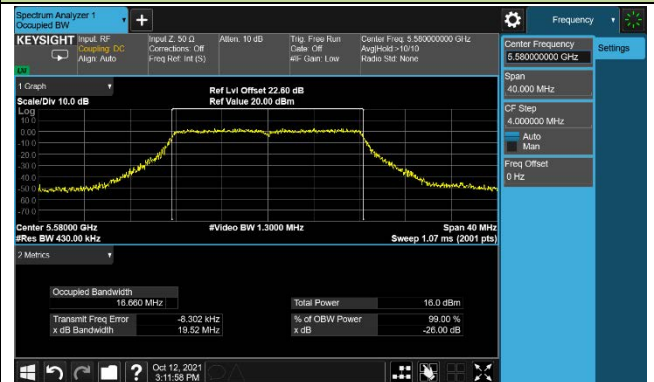 Spectrum Analyzer 1
Occupied BW
+
Frequency
KEYSIGHT
Input: RF
Coupling: DC
Align: Auto
Input Z: 50 Ω
Corrections: Off
Freq Ref: Int (S)
Atten: 10 dB
Trig: Free Run
Gate: Off
#IF Gain: Low
Center Freq: 5.580000000 GHz
Avg|Hold:>10/10
Radio Std: None
LNI
Center Frequency
5.580000000 GHz
Settings
Span
40.000 MHz
CF Step
4.000000 MHz
Auto
Man
Freq Offset
0 Hz
1 Graph
Scale/Div 10.0 dB
Ref Lvl Offset 22.60 dB
Ref Value 20.00 dBm
Log
10.0
0.00
-10.0
-20.0
-30.0
-40.0
-50.0
-60.0
-70.0
Center 5.58000 GHz
#Res BW 430.00 kHz
#Video BW 1.3000 MHz
Span 40 MHz
Sweep 1.07 ms (2001 pts)
2 Metrics
Occupied Bandwidth
16.660 MHz
Total Power 16.0 dBm
Transmit Freq Error -8.302 kHz
% of OBW Power 99.00 %
x dB Bandwidth 19.52 MHz
x dB -26.00 dB
?
Oct 12, 2021
3:11:58 PM